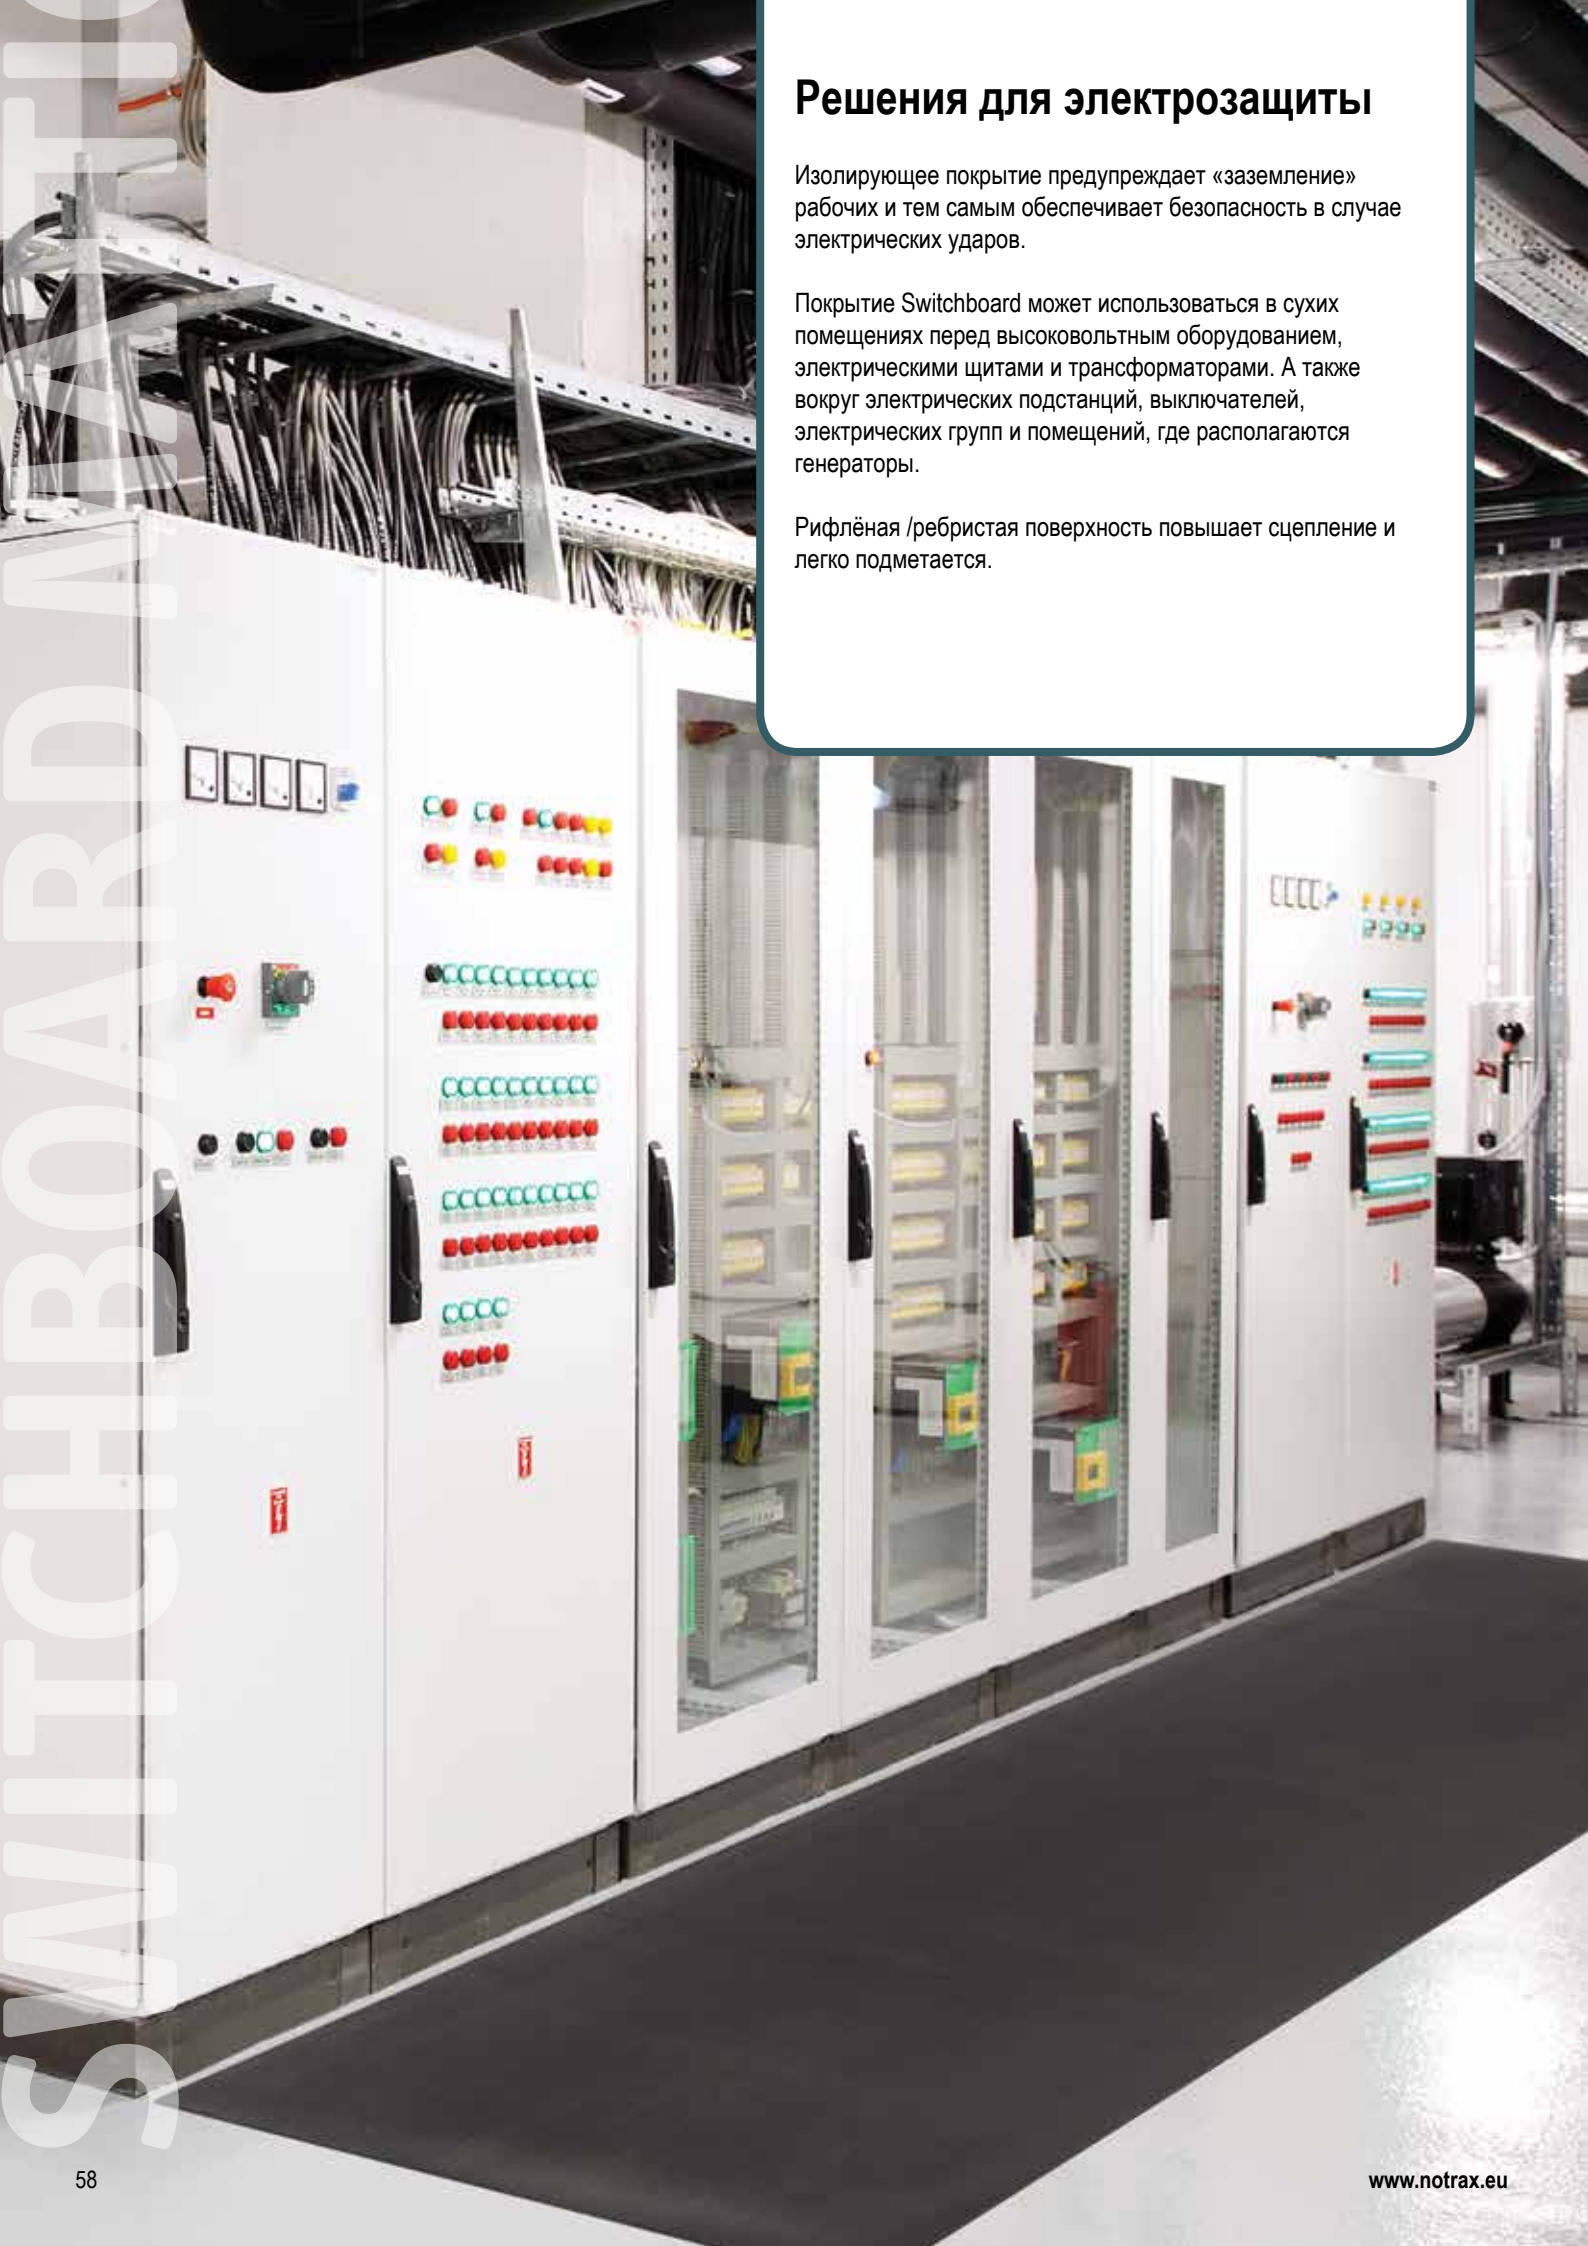 Решения для электрозащиты
Изолирующее покрытие предупреждает «заземление»
рабочих и тем самым обеспечивает безопасность в случае
электрических ударов.
Покрытие Switchboard может использоваться в сухих
помещениях перед высоковольтным оборудованием,
электрическими щитами и трансформаторами. А также
вокруг электрических подстанций, выключателей,
электрических групп и помещений, где располагаются
генераторы.
Рифлёная /ребристая поверхность повышает сцепление и
легко подметается.
SWITCHBOARD MATTI
58
www.notrax.eu